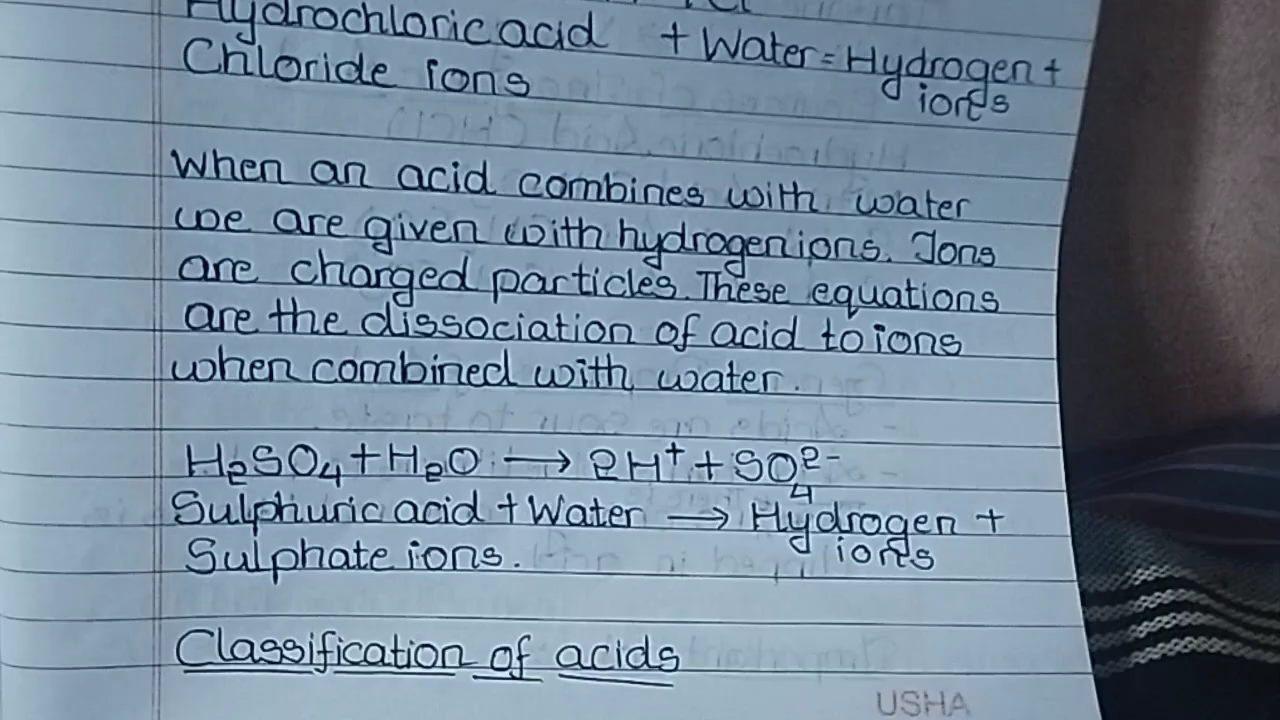 Hydrochloric acid + Water = Hydrogen +
ions
Chloride ions
When an acid combines with water
we are given with hydrogen ions. Ions
are charged particles. These equations
are the dissociation of acid to ions
when combined with water.
H₂SO₄ + H₂O → 2H⁺ + SO₄²⁻
Sulphuric acid + Water → Hydrogen +
ions
Sulphate ions.
Classification of acids
USHA